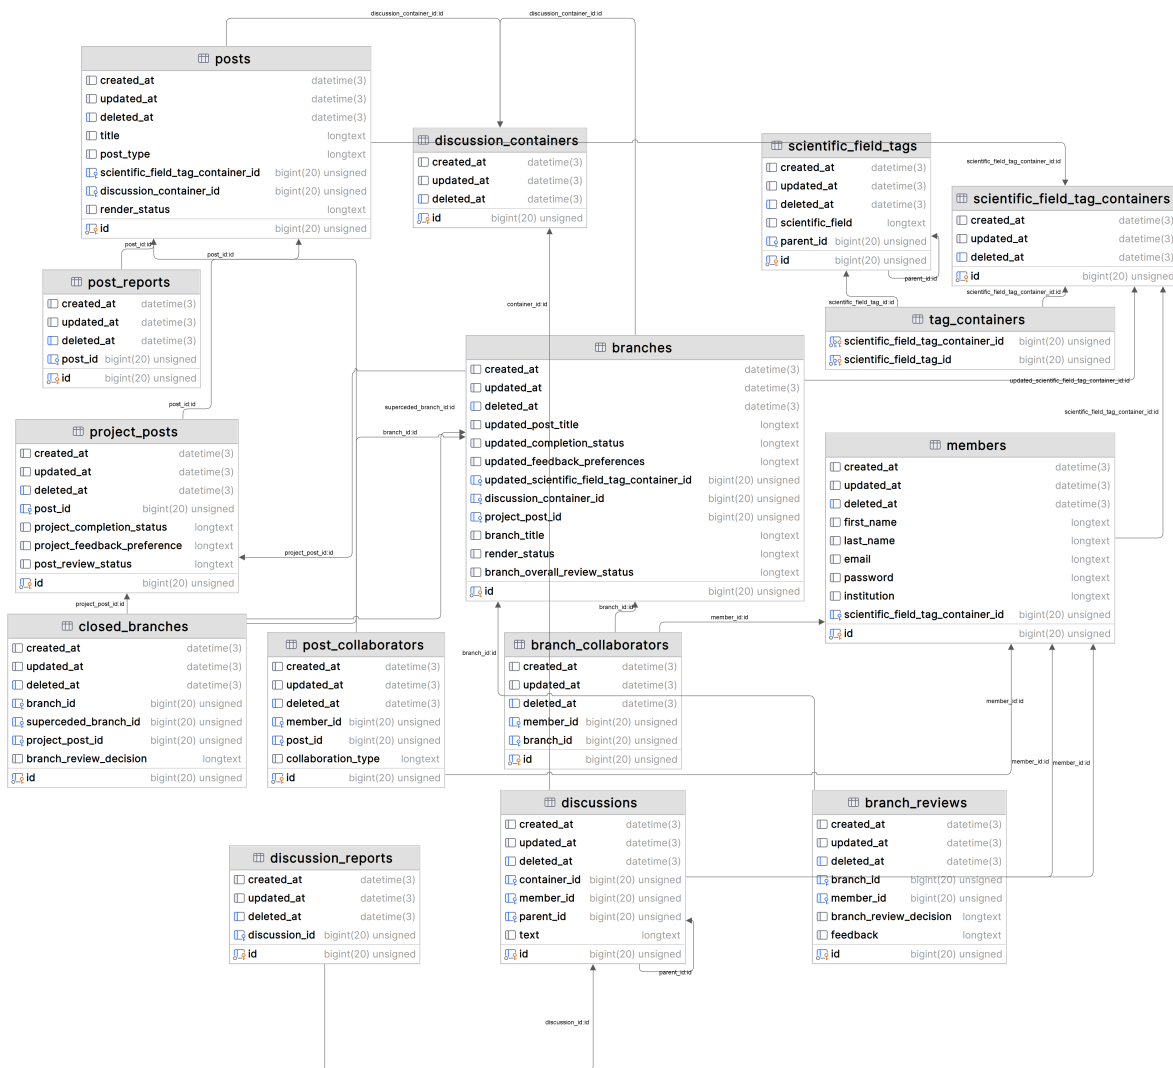 discussion_container_id:id
discussion_container_id:id
posts
created_at datetime(3)
updated_at datetime(3)
deleted_at datetime(3)
title longtext
post_type longtext
scientific_field_tag_container_id bigint(20) unsigned
discussion_container_id bigint(20) unsigned
render_status longtext
id bigint(20) unsigned
discussion_containers
created_at datetime(3)
updated_at datetime(3)
deleted_at datetime(3)
id bigint(20) unsigned
scientific_field_tags
created_at datetime(3)
updated_at datetime(3)
deleted_at datetime(3)
scientific_field longtext
parent_id bigint(20) unsigned
id bigint(20) unsigned
scientific_field_tag_container_id:id
scientific_field_tag_containers
created_at datetime(3)
updated_at datetime(3)
deleted_at datetime(3)
id bigint(20) unsigned
post_id:id
post_id:id
parent_id:id
scientific_field_tag_container_id:id
scientific_field_tag_id:id
container_id:id
post_reports
created_at datetime(3)
updated_at datetime(3)
deleted_at datetime(3)
post_id bigint(20) unsigned
id bigint(20) unsigned
tag_containers
scientific_field_tag_container_id bigint(20) unsigned
scientific_field_tag_id bigint(20) unsigned
branches
created_at datetime(3)
updated_at datetime(3)
deleted_at datetime(3)
updated_post_title longtext
updated_completion_status longtext
updated_feedback_preferences longtext
updated_scientific_field_tag_container_id bigint(20) unsigned
discussion_container_id bigint(20) unsigned
project_post_id bigint(20) unsigned
branch_title longtext
render_status longtext
branch_overall_review_status longtext
id bigint(20) unsigned
updated_scientific_field_tag_container_id:id
post_id:id
superceded_branch_id:id
scientific_field_tag_container_id:id
branch_id:id
project_posts
created_at datetime(3)
updated_at datetime(3)
deleted_at datetime(3)
post_id bigint(20) unsigned
project_completion_status longtext
project_feedback_preference longtext
post_review_status longtext
id bigint(20) unsigned
members
created_at datetime(3)
updated_at datetime(3)
deleted_at datetime(3)
first_name longtext
last_name longtext
email longtext
password longtext
institution longtext
scientific_field_tag_container_id bigint(20) unsigned
id bigint(20) unsigned
project_post_id:id
project_post_id:id
branch_id:id
member_id:id
closed_branches
created_at datetime(3)
updated_at datetime(3)
deleted_at datetime(3)
branch_id bigint(20) unsigned
superceded_branch_id bigint(20) unsigned
project_post_id bigint(20) unsigned
branch_review_decision longtext
id bigint(20) unsigned
post_collaborators
created_at datetime(3)
updated_at datetime(3)
deleted_at datetime(3)
member_id bigint(20) unsigned
post_id bigint(20) unsigned
collaboration_type longtext
id bigint(20) unsigned
branch_id:id
branch_collaborators
created_at datetime(3)
updated_at datetime(3)
deleted_at datetime(3)
member_id bigint(20) unsigned
branch_id bigint(20) unsigned
id bigint(20) unsigned
member_id:id
member_id:id
member_id:id
discussions
created_at datetime(3)
updated_at datetime(3)
deleted_at datetime(3)
container_id bigint(20) unsigned
member_id bigint(20) unsigned
parent_id bigint(20) unsigned
text longtext
id bigint(20) unsigned
parent_id:id
branch_reviews
created_at datetime(3)
updated_at datetime(3)
deleted_at datetime(3)
branch_id bigint(20) unsigned
member_id bigint(20) unsigned
branch_review_decision longtext
feedback longtext
id bigint(20) unsigned
discussion_reports
created_at datetime(3)
updated_at datetime(3)
deleted_at datetime(3)
discussion_id bigint(20) unsigned
id bigint(20) unsigned
discussion_id:id